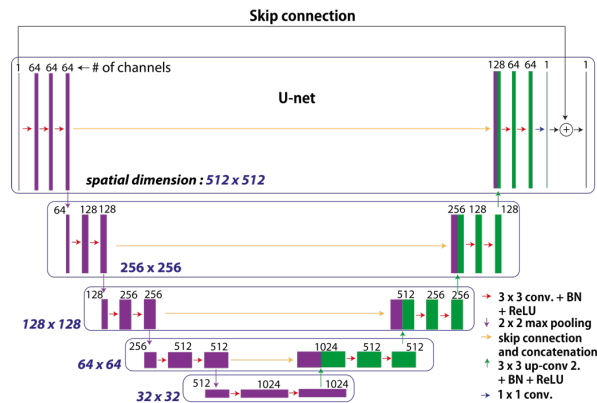 Skip connection
1 64 64 64 ← # of channels 128 64 64 1 1
U-net
+
spatial dimension : 512 x 512
64 128 128 256 128 128
256 x 256
128 256 256 512 256 256
128 x 128
256 512 512 1024 512 512
64 x 64
512 1024 1024
32 x 32
3 x 3 conv. + BN
+ ReLU
2 x 2 max pooling
skip connection
and concatenation
3 x 3 up-conv 2.
+ BN + ReLU
1 x 1 conv.